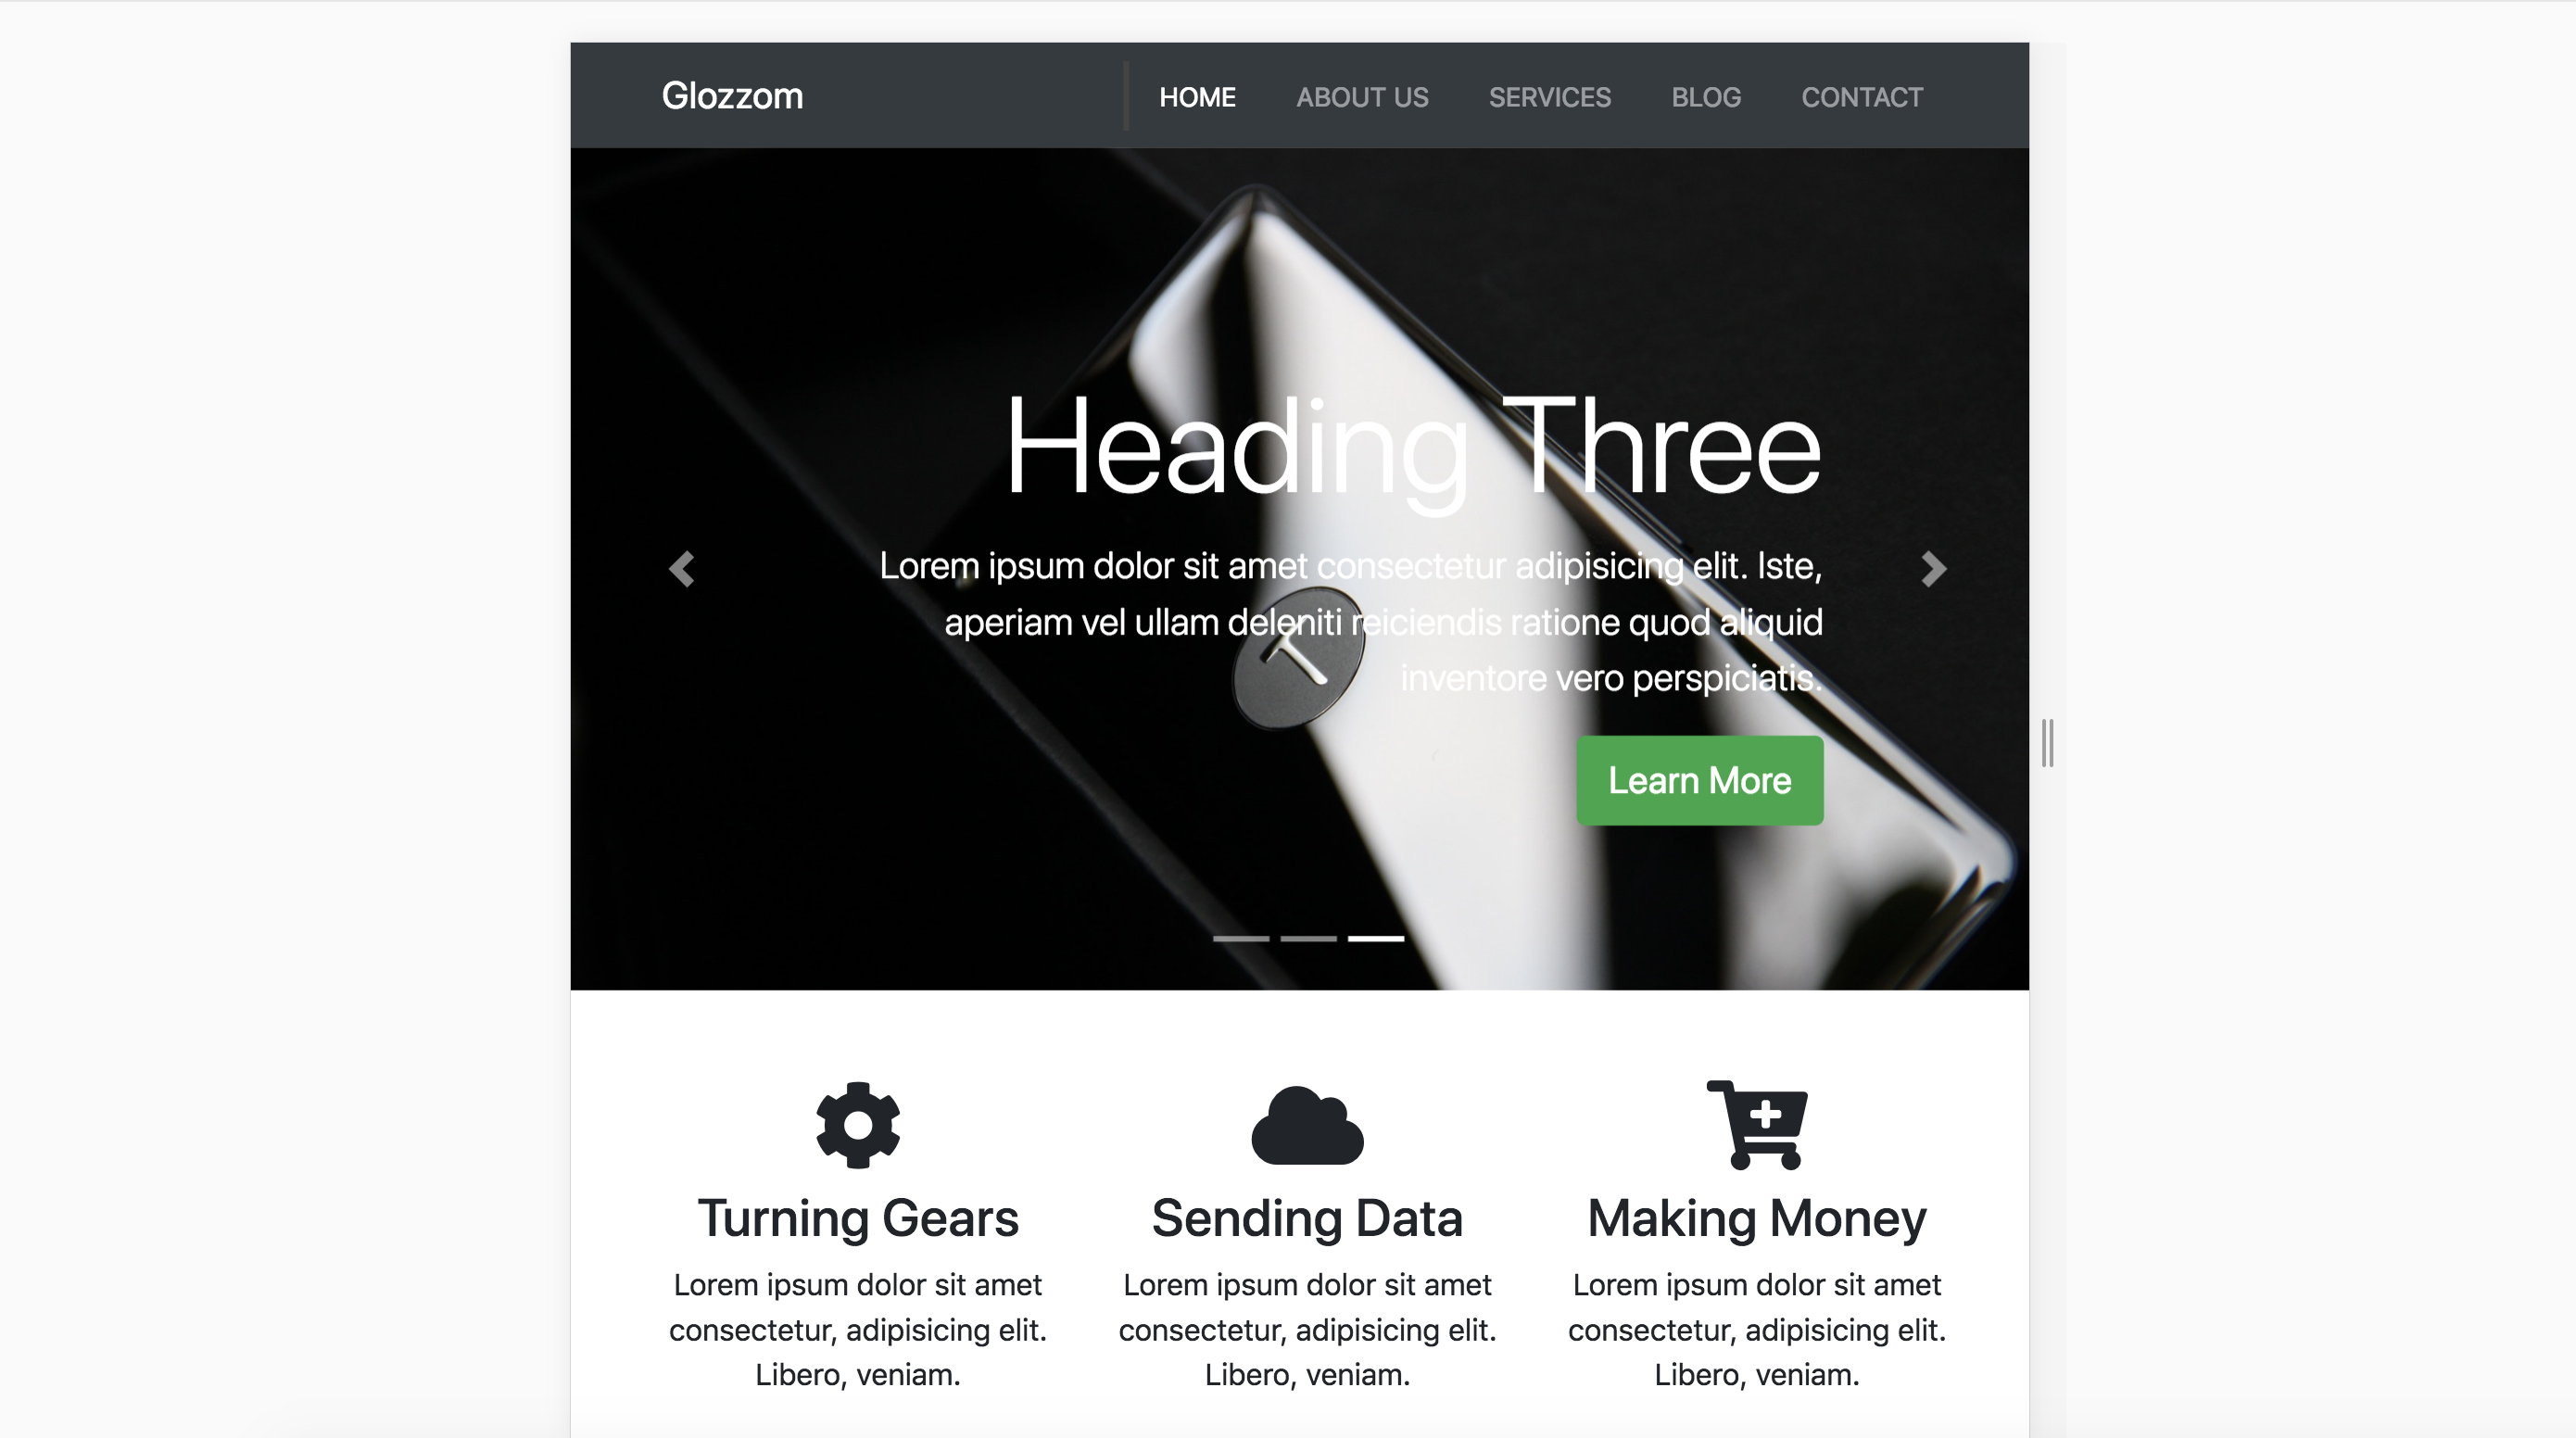 Glozzom
HOME ABOUT US SERVICES BLOG CONTACT
Heading Three
Lorem ipsum dolor sit amet consectetur adipisicing elit. Iste,
aperiam vel ullam deleniti reiciendis ratione quod aliquid
inventore vero perspiciatis.
T
Learn More
Turning Gears
Lorem ipsum dolor sit amet
consectetur, adipisicing elit.
Libero, veniam.
Sending Data
Lorem ipsum dolor sit amet
consectetur, adipisicing elit.
Libero, veniam.
Making Money
Lorem ipsum dolor sit amet
consectetur, adipisicing elit.
Libero, veniam.